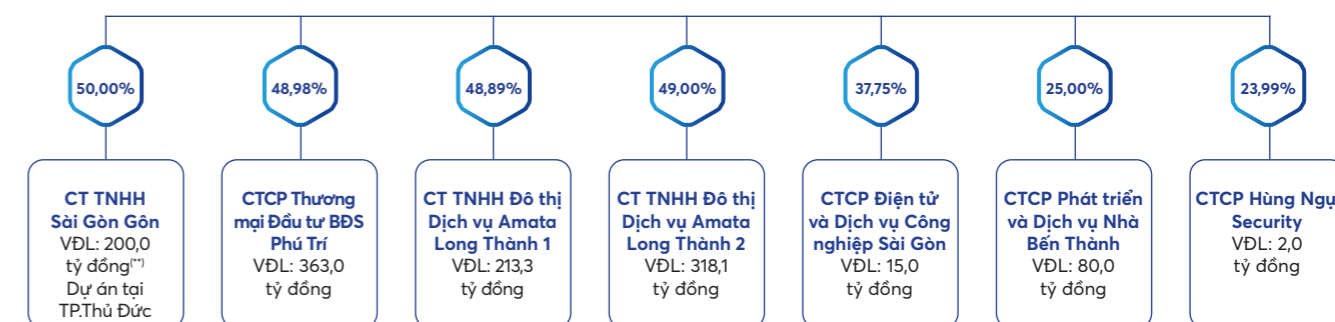 50,00%
48,98%
48,89%
49,00%
37,75%
25,00%
23,99%
CT TNHH
Sài Gòn Gôn
VĐL: 200,0
tỷ đồng(**)
Dự án tại
TP.Thủ Đức
CTCP Thương
mại Đầu tư BĐS
Phú Trí
VĐL: 363,0
tỷ đồng
CT TNHH Đô thị
Dịch vụ Amata
Long Thành 1
VĐL: 213,3
tỷ đồng
CT TNHH Đô thị
Dịch vụ Amata
Long Thành 2
VĐL: 318,1
tỷ đồng
CTCP Điện tử
và Dịch vụ Công
nghiệp Sài Gòn
VĐL: 15,0
tỷ đồng
CTCP Phát triển
và Dịch vụ Nhà
Bến Thành
VĐL: 80,0
tỷ đồng
CTCP Hùng Ngụ
Security
VĐL: 2,0
tỷ đồng